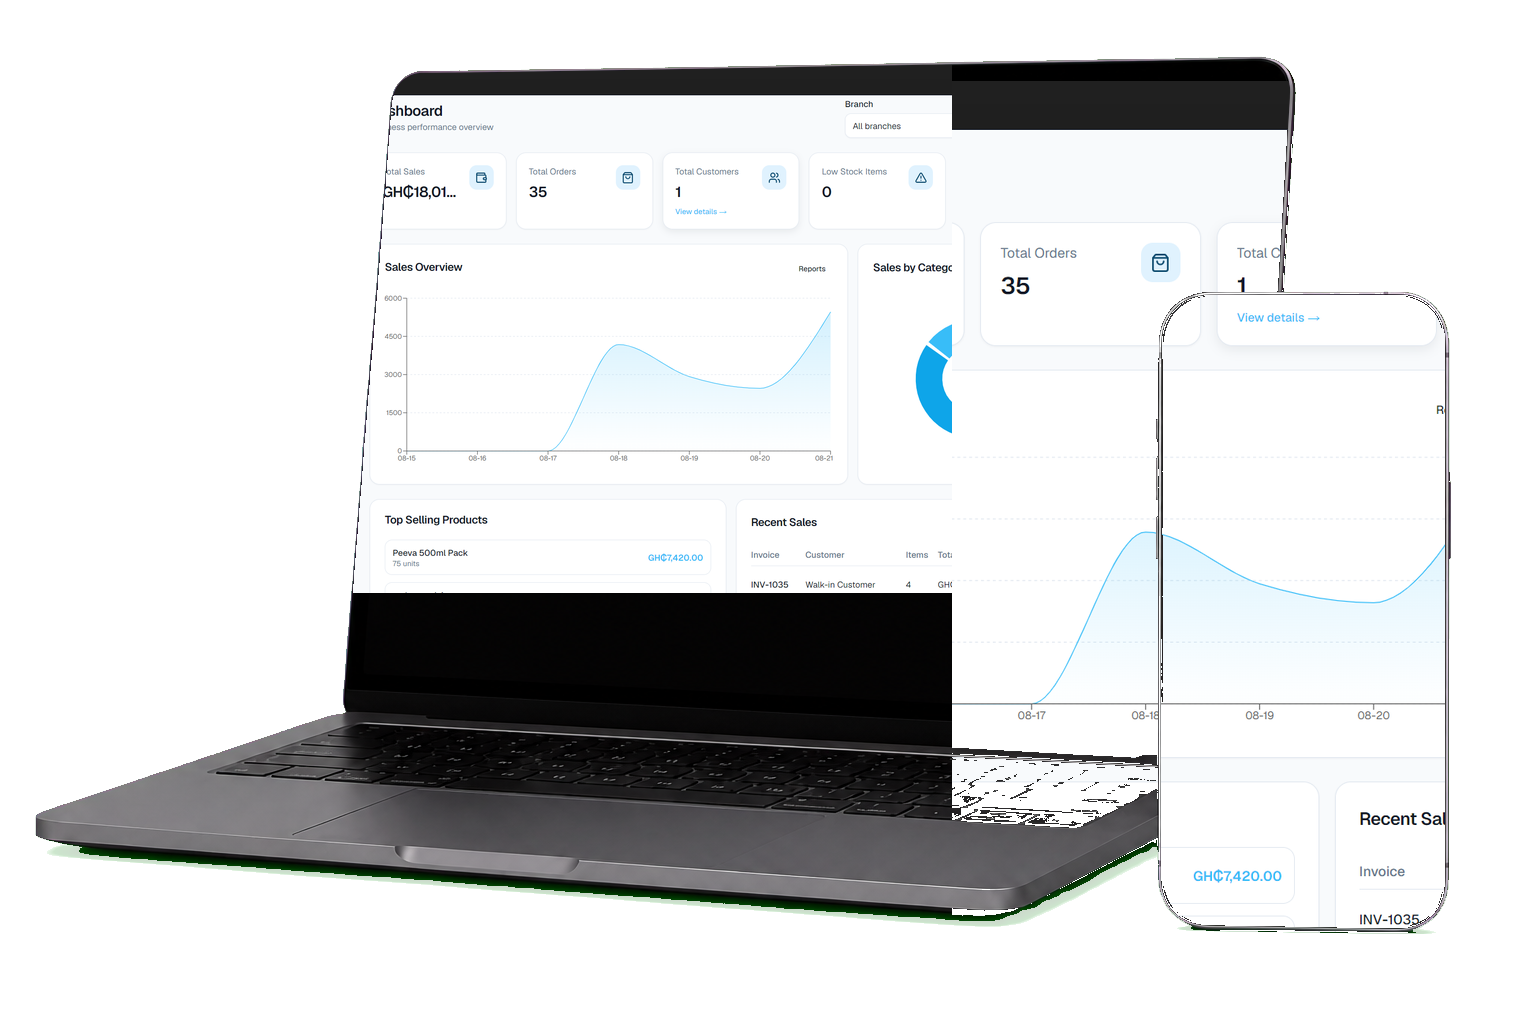 shboard
ess performance overview
Branch
All branches
otal Sales
GH₵18,01...
Total Orders
35
Total Customers
1
View details →
Low Stock Items
0
Sales Overview
Reports
6000
4500
3000
1500
0
08-15
08-16
08-17
08-18
08-19
08-20
08-21
Sales by Catego
Top Selling Products
Peeva 500ml Pack
75 units
GH₵7,420.00
Recent Sales
Invoice
Customer
Items
Tota
INV-1035
Walk-in Customer
4
GH₵
Total Orders
35
Total C
1
View details →
R
08-17
08-18
08-19
08-20
GH₵7,420.00
Recent Sal
Invoice
INV-1035